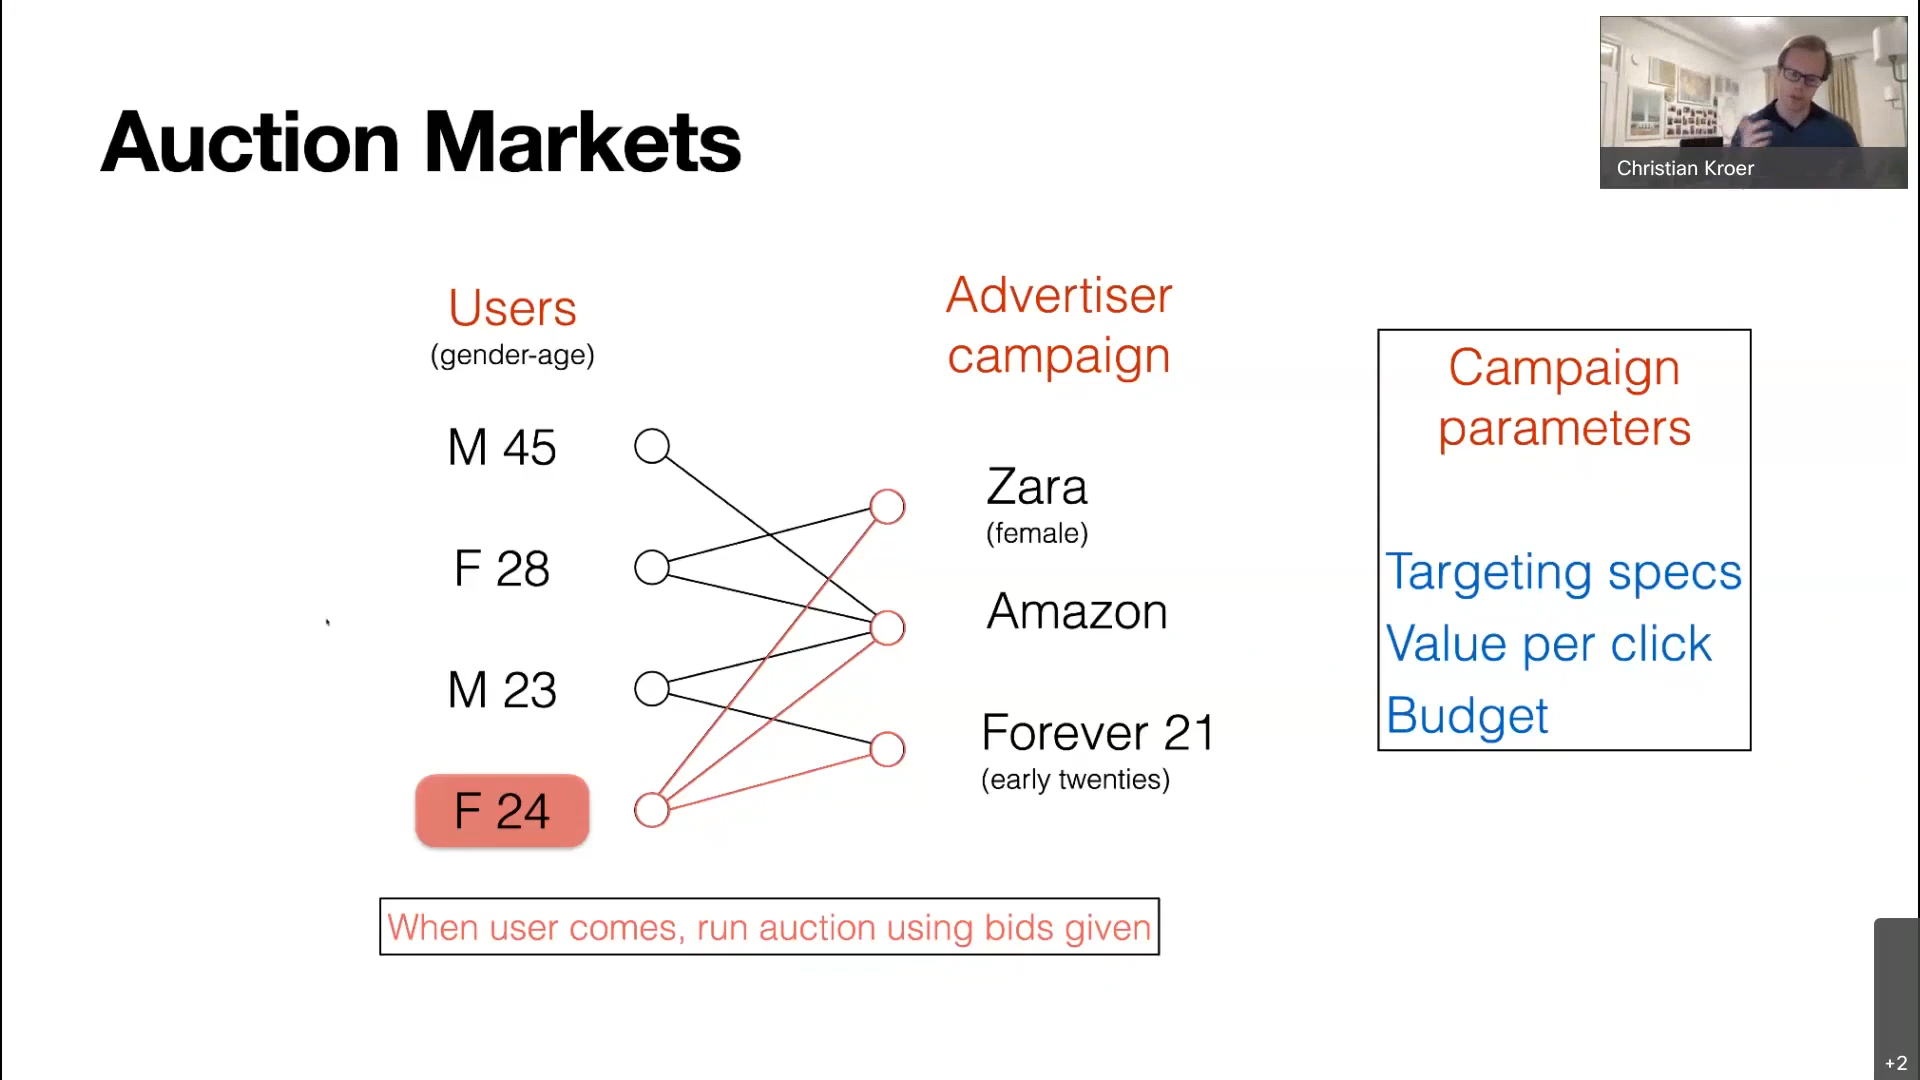 Auction Markets
Christian Kroer
Users
(gender-age)
M 45
F 28
M 23
F 24
Advertiser
campaign
Zara
(female)
Amazon
Forever 21
(early twenties)
Campaign
parameters
Targeting specs
Value per click
Budget
When user comes, run auction using bids given
+2